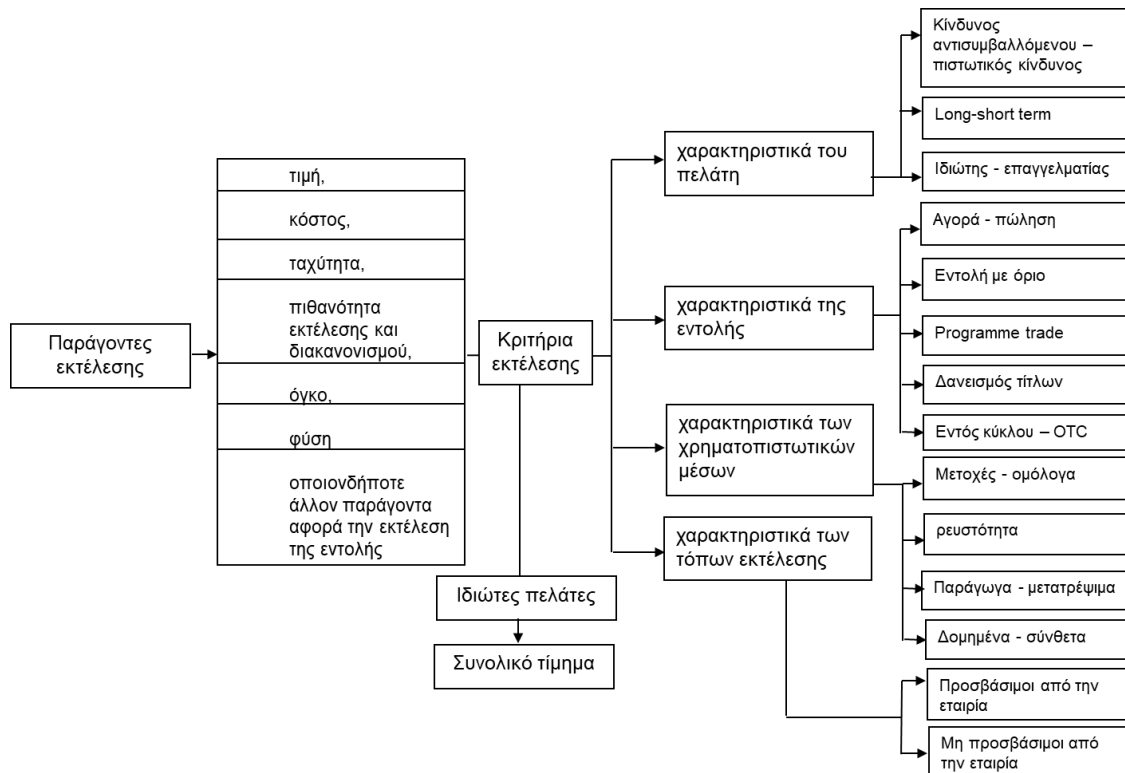 Παράγοντες
εκτέλεσης
τιμή,
κόστος,
ταχύτητα,
πιθανότητα
εκτέλεσης και
διακανονισμού,
όγκο,
φύση
οποιονδήποτε
άλλον παράγοντα
αφορά την εκτέλεση
της εντολής
Κριτήρια
εκτέλεσης
Ιδιώτες πελάτες
Συνολικό τίμημα
χαρακτηριστικά του
πελάτη
χαρακτηριστικά της
εντολής
χαρακτηριστικά των
χρηματοπιστωτικών
μέσων
χαρακτηριστικά των
τόπων εκτέλεσης
Κίνδυνος
αντισυμβαλλόμενου –
πιστωτικός κίνδυνος
Long-short term
Ιδιώτης - επαγγελματίας
Αγορά - πώληση
Εντολή με όριο
Programme trade
Δανεισμός τίτλων
Εντός κύκλου – OTC
Μετοχές - ομόλογα
ρευστότητα
Παράγωγα - μετατρέψιμα
Δομημένα - σύνθετα
Προσβάσιμοι από την
εταιρία
Μη προσβάσιμοι από
την εταιρία